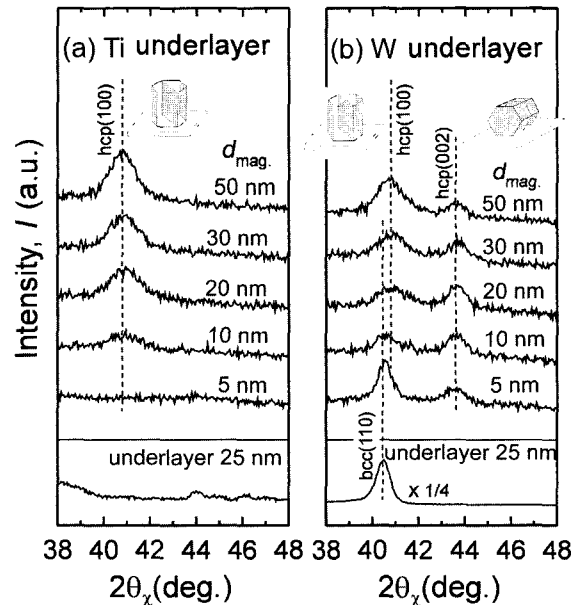 (a) Ti underlayer
hcp(100)
d mag.
50 nm
30 nm
20 nm
10 nm
5 nm
underlayer 25 nm
38 40 42 44 46 48
2θχ(deg.)
(b) W underlayer
hcp(100)
hcp(002)
d mag.
50 nm
30 nm
20 nm
10 nm
5 nm
bcc(110)
underlayer 25 nm
x 1/4
38 40 42 44 46 48
2θχ(deg.)
Intensity, I (a.u.)